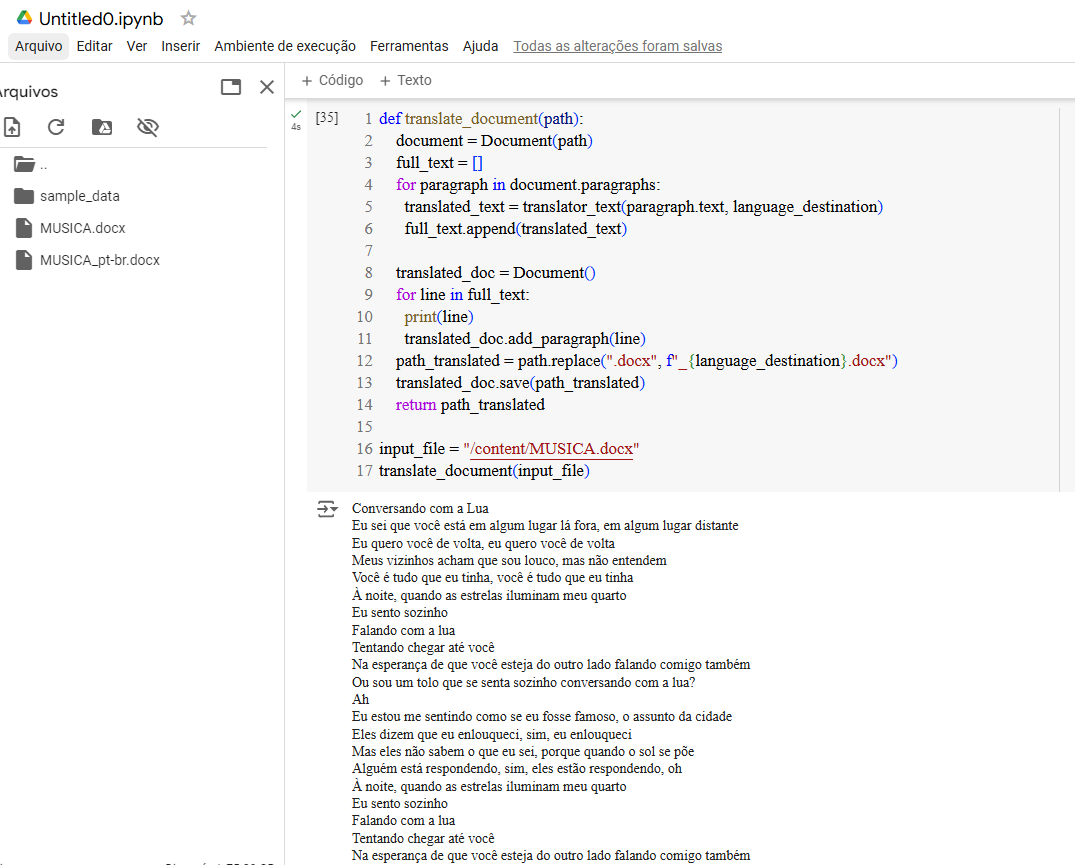 Untitled0.ipynb
Arquivo Editar Ver Inserir Ambiente de execução Ferramentas Ajuda Todas as alterações foram salvas
Arquivos
..
sample_data
MUSICA.docx
MUSICA_pt-br.docx
+ Código + Texto
4s
[35]
1 def translate_document(path):
2 document = Document(path)
3 full_text = []
4 for paragraph in document.paragraphs:
5 translated_text = translator_text(paragraph.text, language_destination)
6 full_text.append(translated_text)
7
8 translated_doc = Document()
9 for line in full_text:
10 print(line)
11 translated_doc.add_paragraph(line)
12 path_translated = path.replace(".docx", f"_{language_destination}.docx")
13 translated_doc.save(path_translated)
14 return path_translated
15
16 input_file = "/content/MUSICA.docx"
17 translate_document(input_file)
Conversando com a Lua
Eu sei que você está em algum lugar lá fora, em algum lugar distante
Eu quero você de volta, eu quero você de volta
Meus vizinhos acham que sou louco, mas não entendem
Você é tudo que eu tinha, você é tudo que eu tinha
À noite, quando as estrelas iluminam meu quarto
Eu sento sozinho
Falando com a lua
Tentando chegar até você
Na esperança de que você esteja do outro lado falando comigo também
Ou sou um tolo que se senta sozinho conversando com a lua?
Ah
Eu estou me sentindo como se eu fosse famoso, o assunto da cidade
Eles dizem que eu enlouqueci, sim, eu enlouqueci
Mas eles não sabem o que eu sei, porque quando o sol se põe
Alguém está respondendo, sim, eles estão respondendo, oh
À noite, quando as estrelas iluminam meu quarto
Eu sento sozinho
Falando com a lua
Tentando chegar até você
Na esperança de que você esteja do outro lado falando comigo também